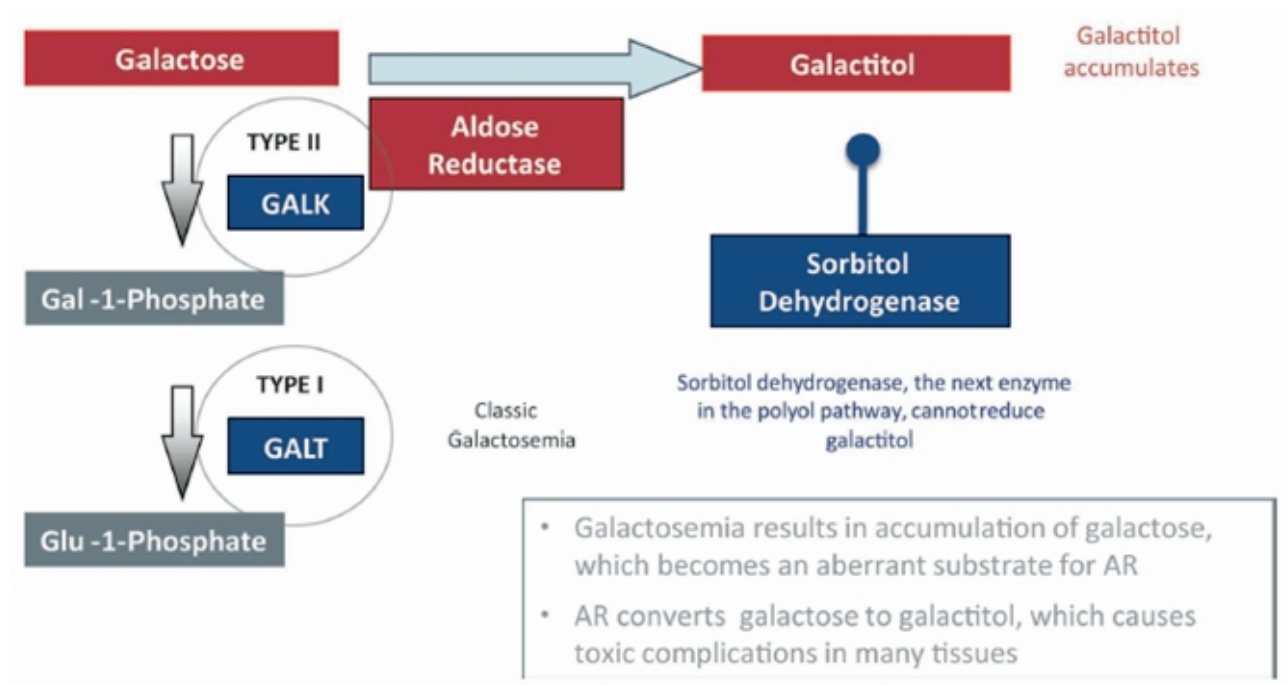 Galactose
Galactitol
Galactitol
accumulates
Aldose
Reductase
TYPE II
GALK
Gal -1-Phosphate
Sorbitol
Dehydrogenase
TYPE I
GALT
Classic
Galactosemia
Sorbitol dehydrogenase, the next enzyme
in the polyol pathway, cannot reduce
galactitol
Glu -1-Phosphate
• Galactosemia results in accumulation of galactose,
which becomes an aberrant substrate for AR
• AR converts galactose to galactitol, which causes
toxic complications in many tissues